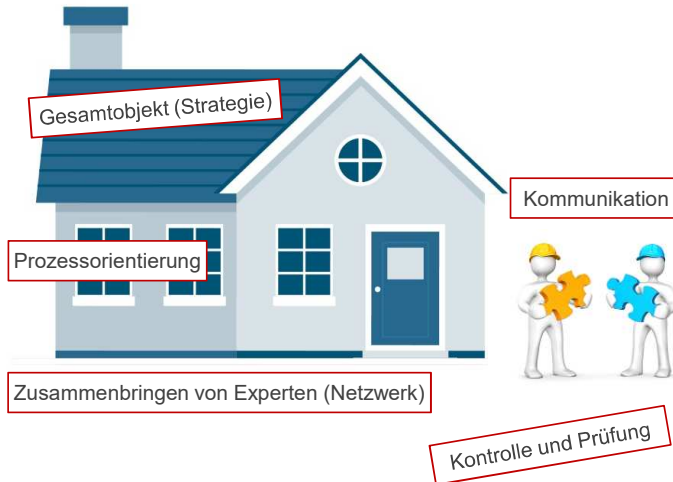 Gesamtobjekt (Strategie)
Kommunikation
Prozessorientierung
Zusammenbringen von Experten (Netzwerk)
Kontrolle und Prüfung